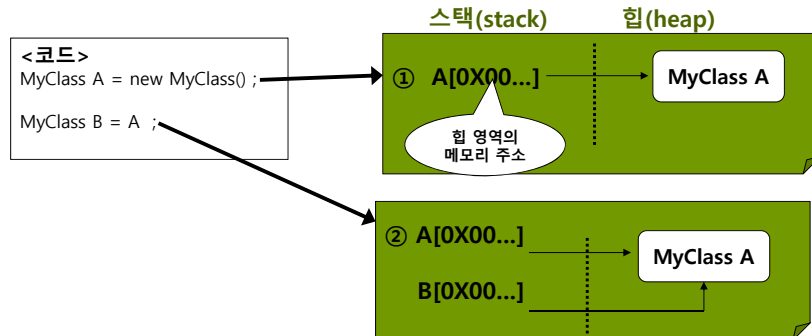 스택(stack) 힙(heap)
<코드>
MyClass A = new MyClass() ;
MyClass B = A ;
① A[0X00...] MyClass A
힙 영역의
메모리 주소
② A[0X00...]
MyClass A
B[0X00...]